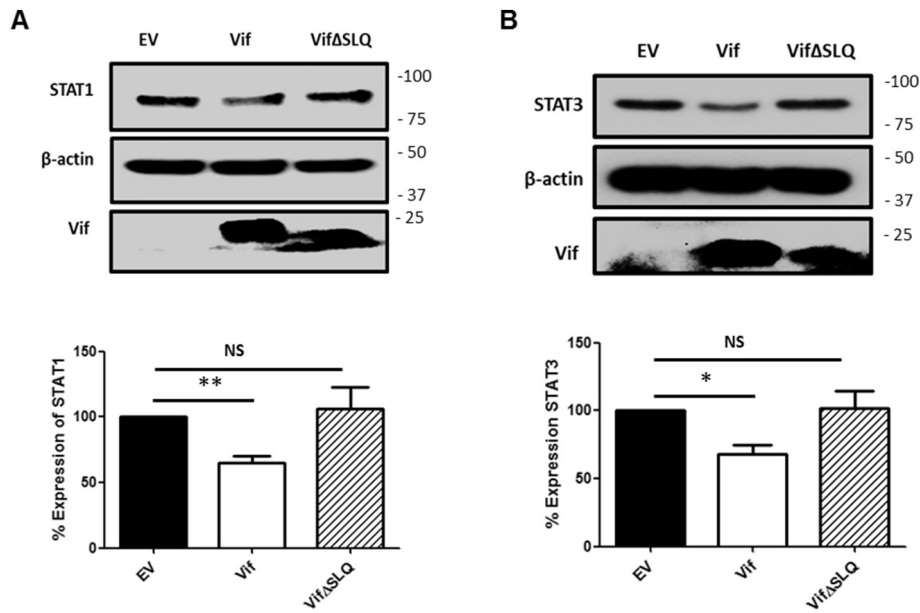 A
EV Vif VifΔSLQ
STAT1
-100
- 75
β-actin
- 50
- 37
Vif
- 25
150
100
50
0
% Expression of STAT1
NS
**
EV
Vif
VifΔSLQ
B
EV Vif VifΔSLQ
STAT3
-100
- 75
β-actin
- 50
- 37
Vif
- 25
150
100
50
0
% Expression STAT3
NS
*
EV
Vif
VifΔSLQ